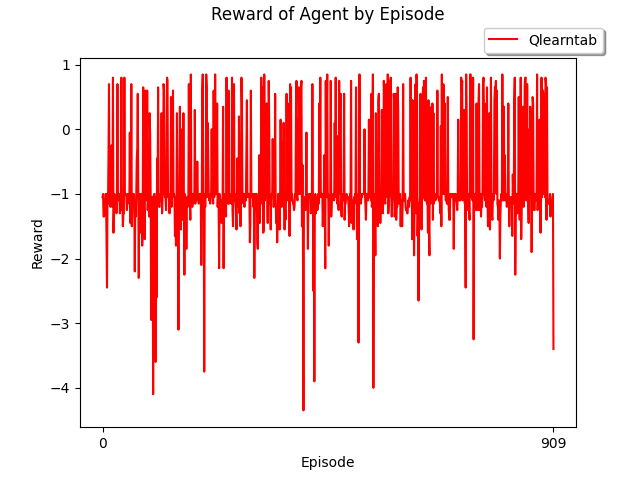 Reward of Agent by Episode
Qlearntab
1
0
−1
−2
−3
−4
Reward
0
909
Episode